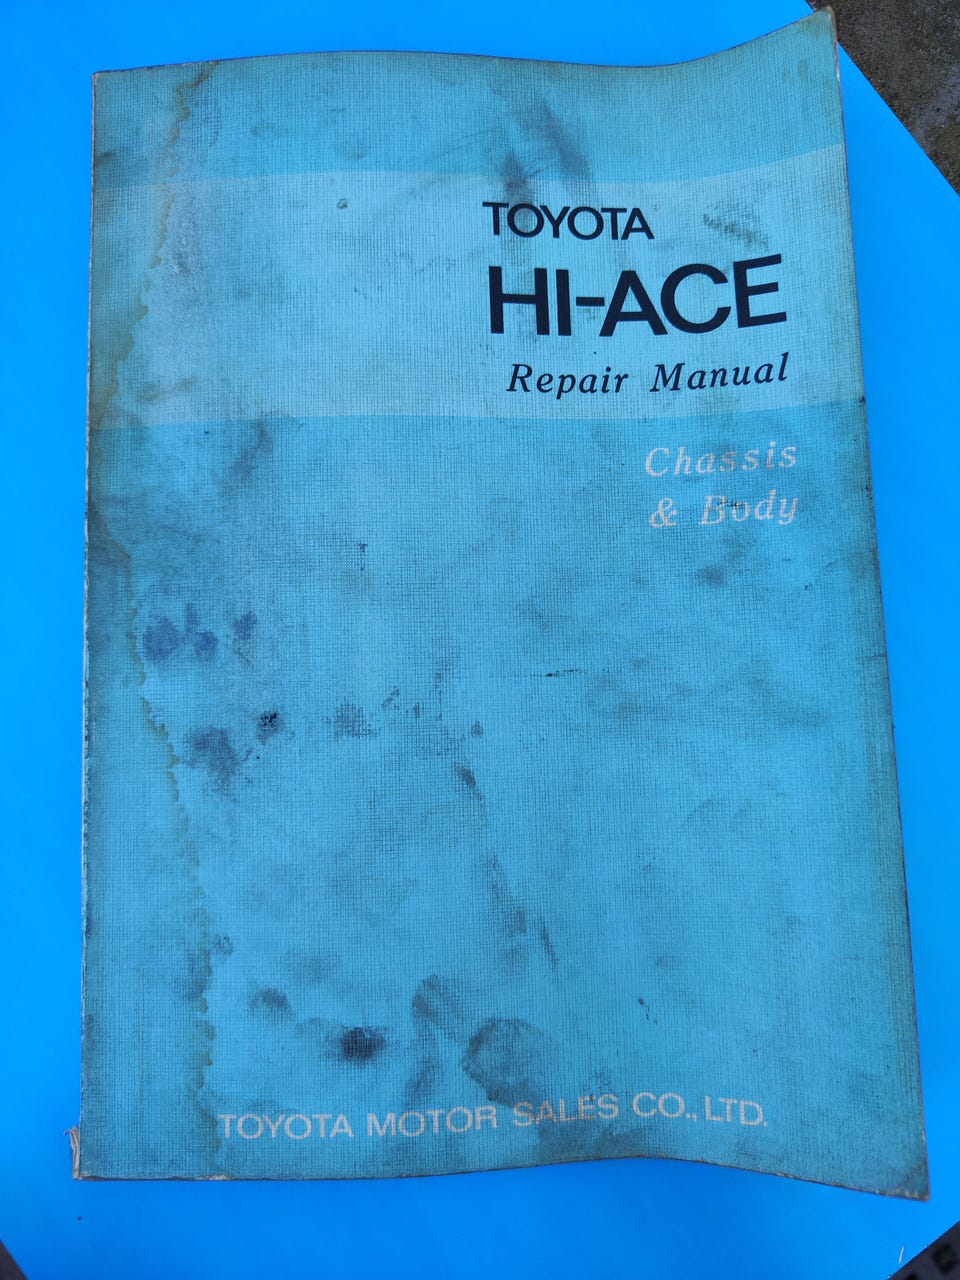 TOYOTA
HI-ACE
Repair Manual
Chassis
& Body
TOYOTA MOTOR SALES CO., LTD.